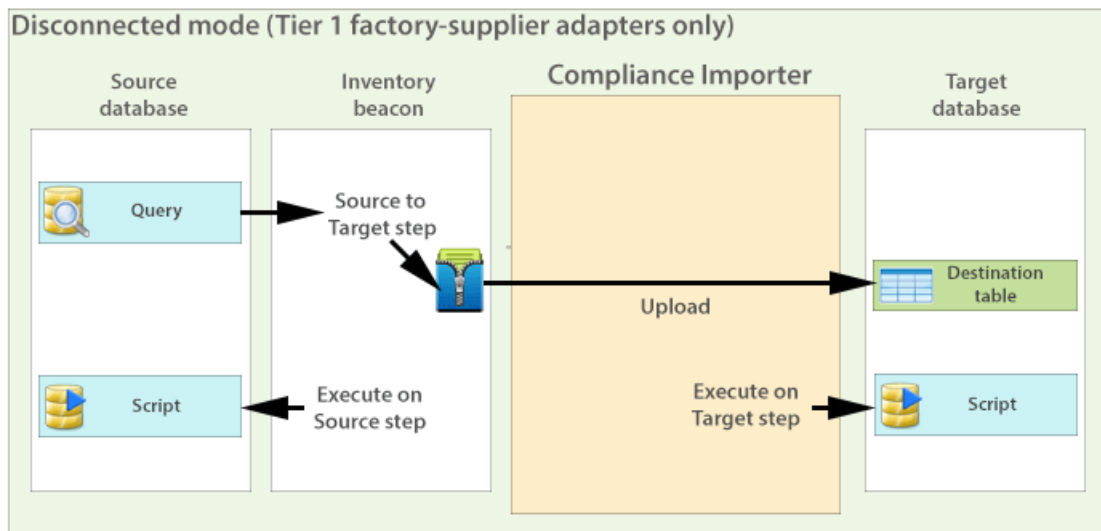 Disconnected mode (Tier 1 factory-supplier adapters only)
Source
database
Inventory
beacon
Compliance Importer
Target
database
Query
Source to
Target step
Destination
table
Upload
Script
Execute on
Source step
Execute on
Target step
Script